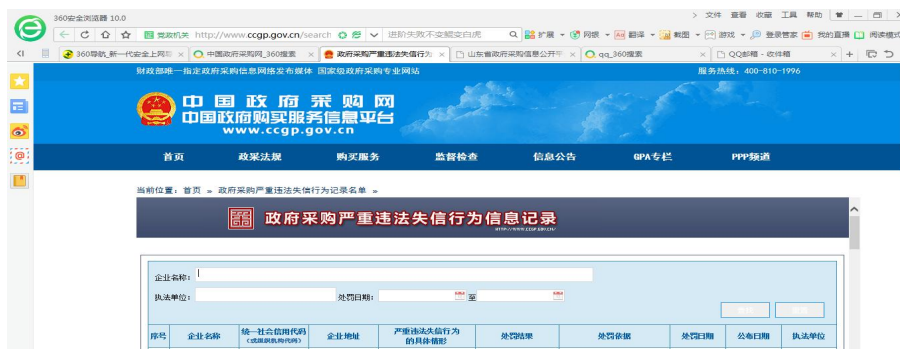 360安全浏览器 10.0
文件 查看 收藏 工具 帮助
党政机关 http://www.ccgp.gov.cn/search
进阶失败不变鳗变白虎
扩展 网银 翻译 截图 游戏 登录管家 我的直播 阅读模式
360导航_新一代安全上网
中国政府采购网_360搜索
政府采购严重违法失信行为
山东省政府采购信息公开平
qq_360搜索
QQ邮箱 - 收件箱
财政部唯一指定政府采购信息网络发布媒体 国家级政府采购专业网站
服务热线：400-810-1996
中国政府采购网
中国政府购买服务信息平台
www.ccgp.gov.cn
首页 政采法规 购买服务 监督检查 信息公告 GPA专栏 PPP频道
当前位置：首页 » 政府采购严重违法失信行为记录名单 »
政府采购严重违法失信行为信息记录
HTTP://WWW.CCGP.GOV.CN/
企业名称：
执法单位： 处罚日期： 至
序号 企业名称 统一社会信用代码 企业地址 严重违法失信行为 处罚结果 处罚依据 处罚日期 公布日期 执法单位
（或组织机构代码） 的具体情形